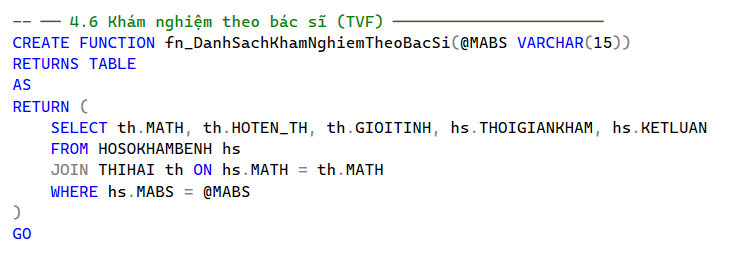 -- ── 4.6 Khám nghiệm theo bác sĩ (TVF) ──────────────────────
CREATE FUNCTION fn_DanhSachKhamNghiemTheoBacSi(@MABS VARCHAR(15))
RETURNS TABLE
AS
RETURN (
    SELECT th.MATH, th.HOTEN_TH, th.GIOITINH, hs.THOIGIANKHAM, hs.KETLUAN
    FROM HOSOKHAMBENH hs
    JOIN THIHAI th ON hs.MATH = th.MATH
    WHERE hs.MABS = @MABS
)
GO